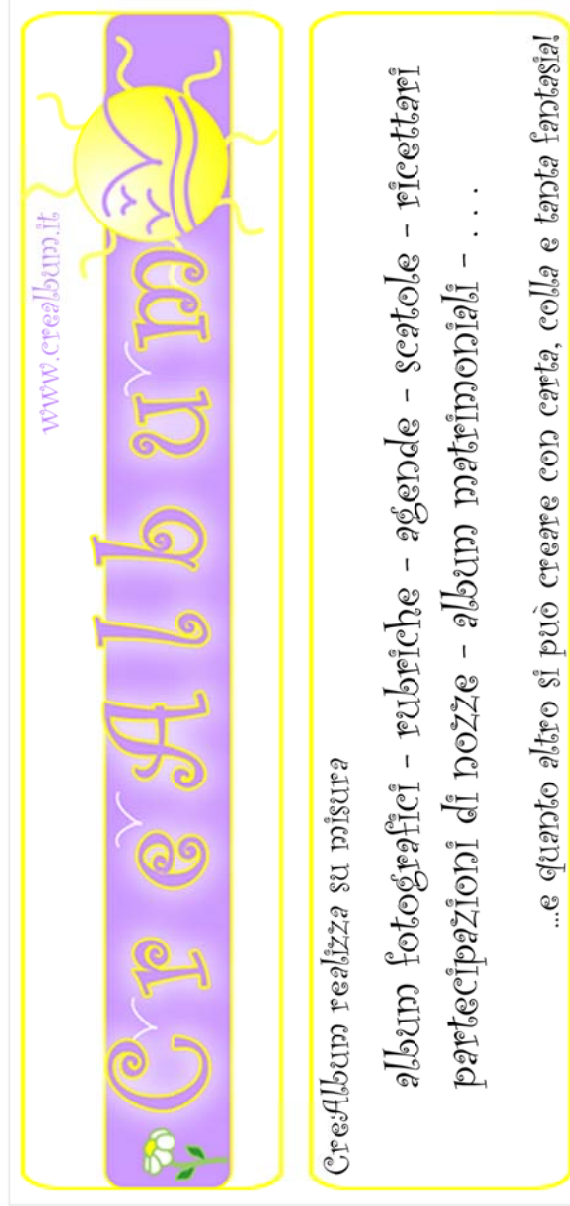 www.crealbum.it
CreAlbum
CreAlbum realizza su misura
album fotografici - rubriche - agende - scatole - ricettari
partecipazioni di nozze - album matrimoniali - ...
...e quanto altro si può creare con carta, colla e tanta fantasia!